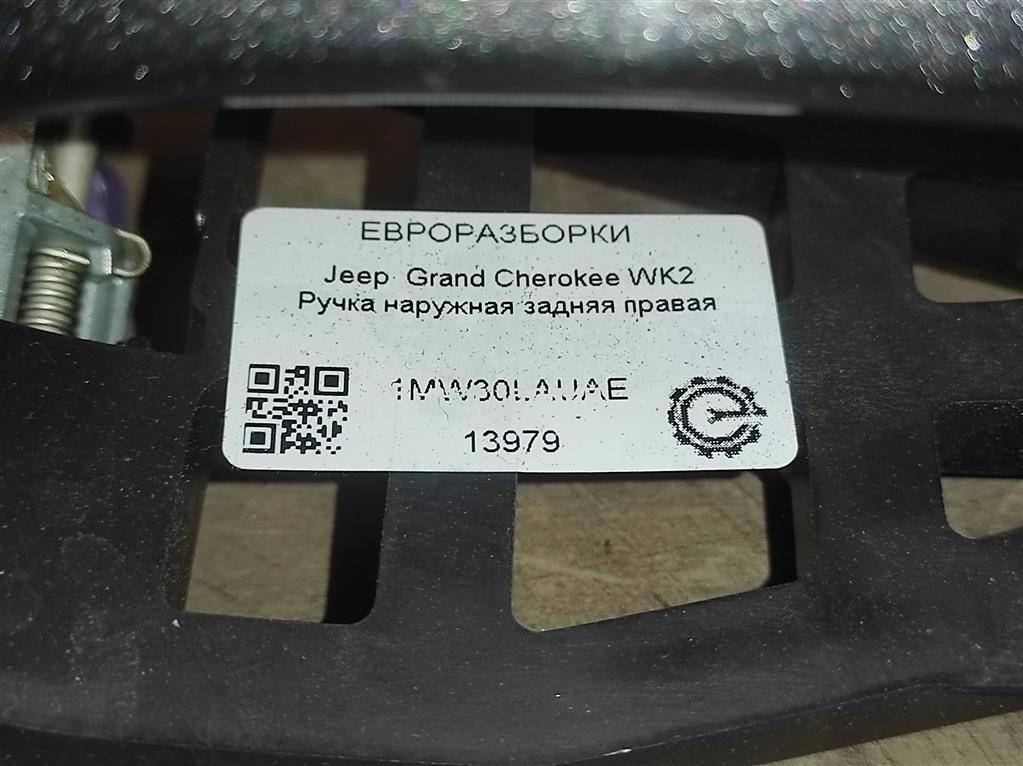 ЕВРОРАЗБОРКИ
Jeep Grand Cherokee WK2
Ручка наружная задняя правая
1MW30LAUAE
13979